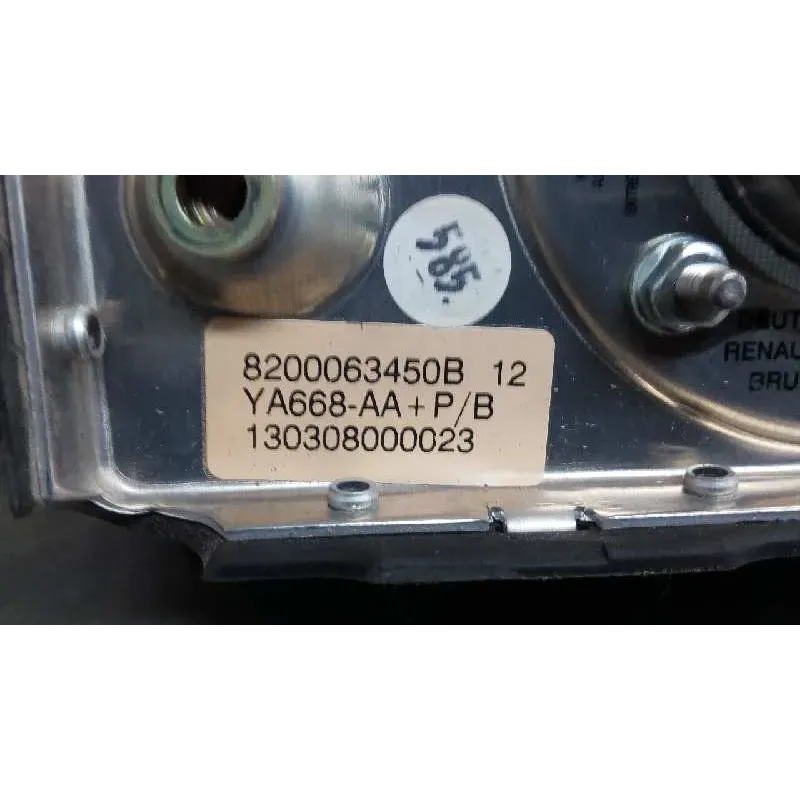 585.
8200063450B 12
YA668-AA+P/B
130308000023
RENAU
BRU